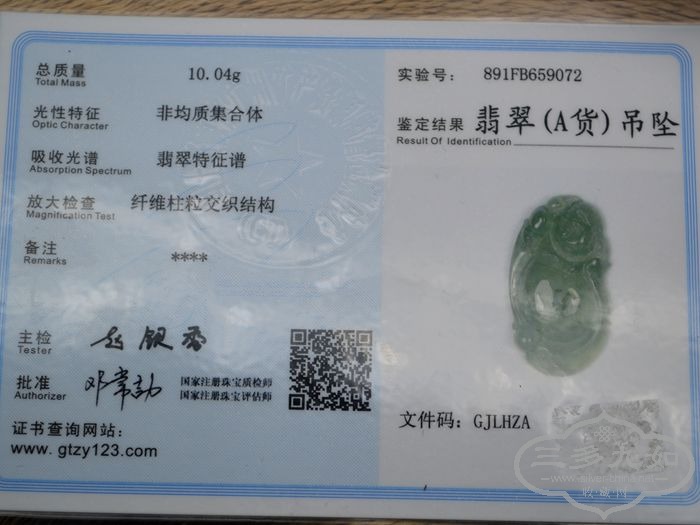 总质量 10.04g
Total Mass
光性特征 非均质集合体
Optic Character
吸收光谱 翡翠特征谱
Absorption Spectrum
放大检查 纤维柱粒交织结构
Magnification Test
备注 ****
Remarks
主检
Tester
批准 邓常劼 国家注册珠宝质检师
Authorizer 国家注册珠宝评估师
证书查询网站：
www.gtzy123.com
实验号： 891FB659072
鉴定结果 翡翠(A货)吊坠
Result Of Identification
文件码： GJLHZA